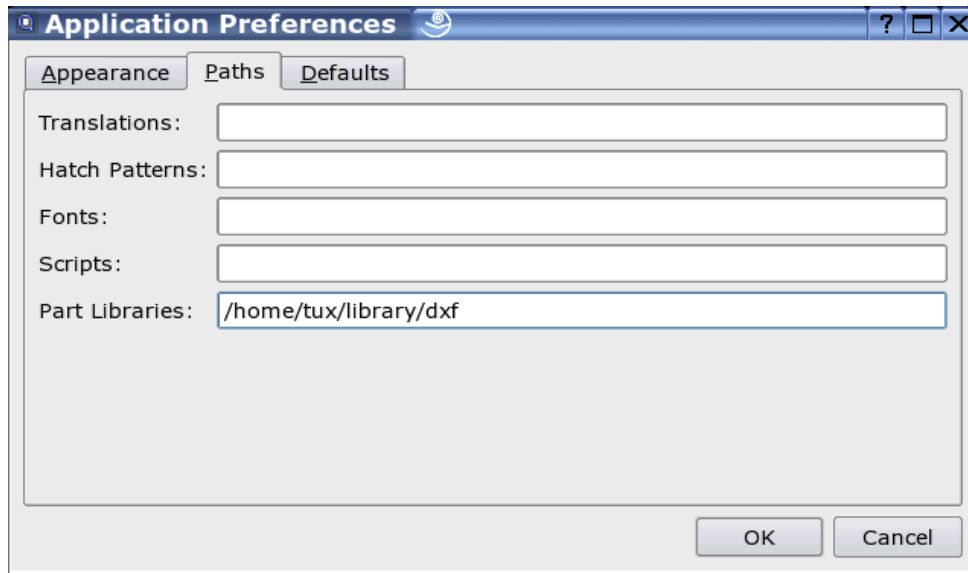 Application Preferences
?
Appearance Paths Defaults
Translations:
Hatch Patterns:
Fonts:
Scripts:
Part Libraries: /home/tux/library/dxf
OK Cancel